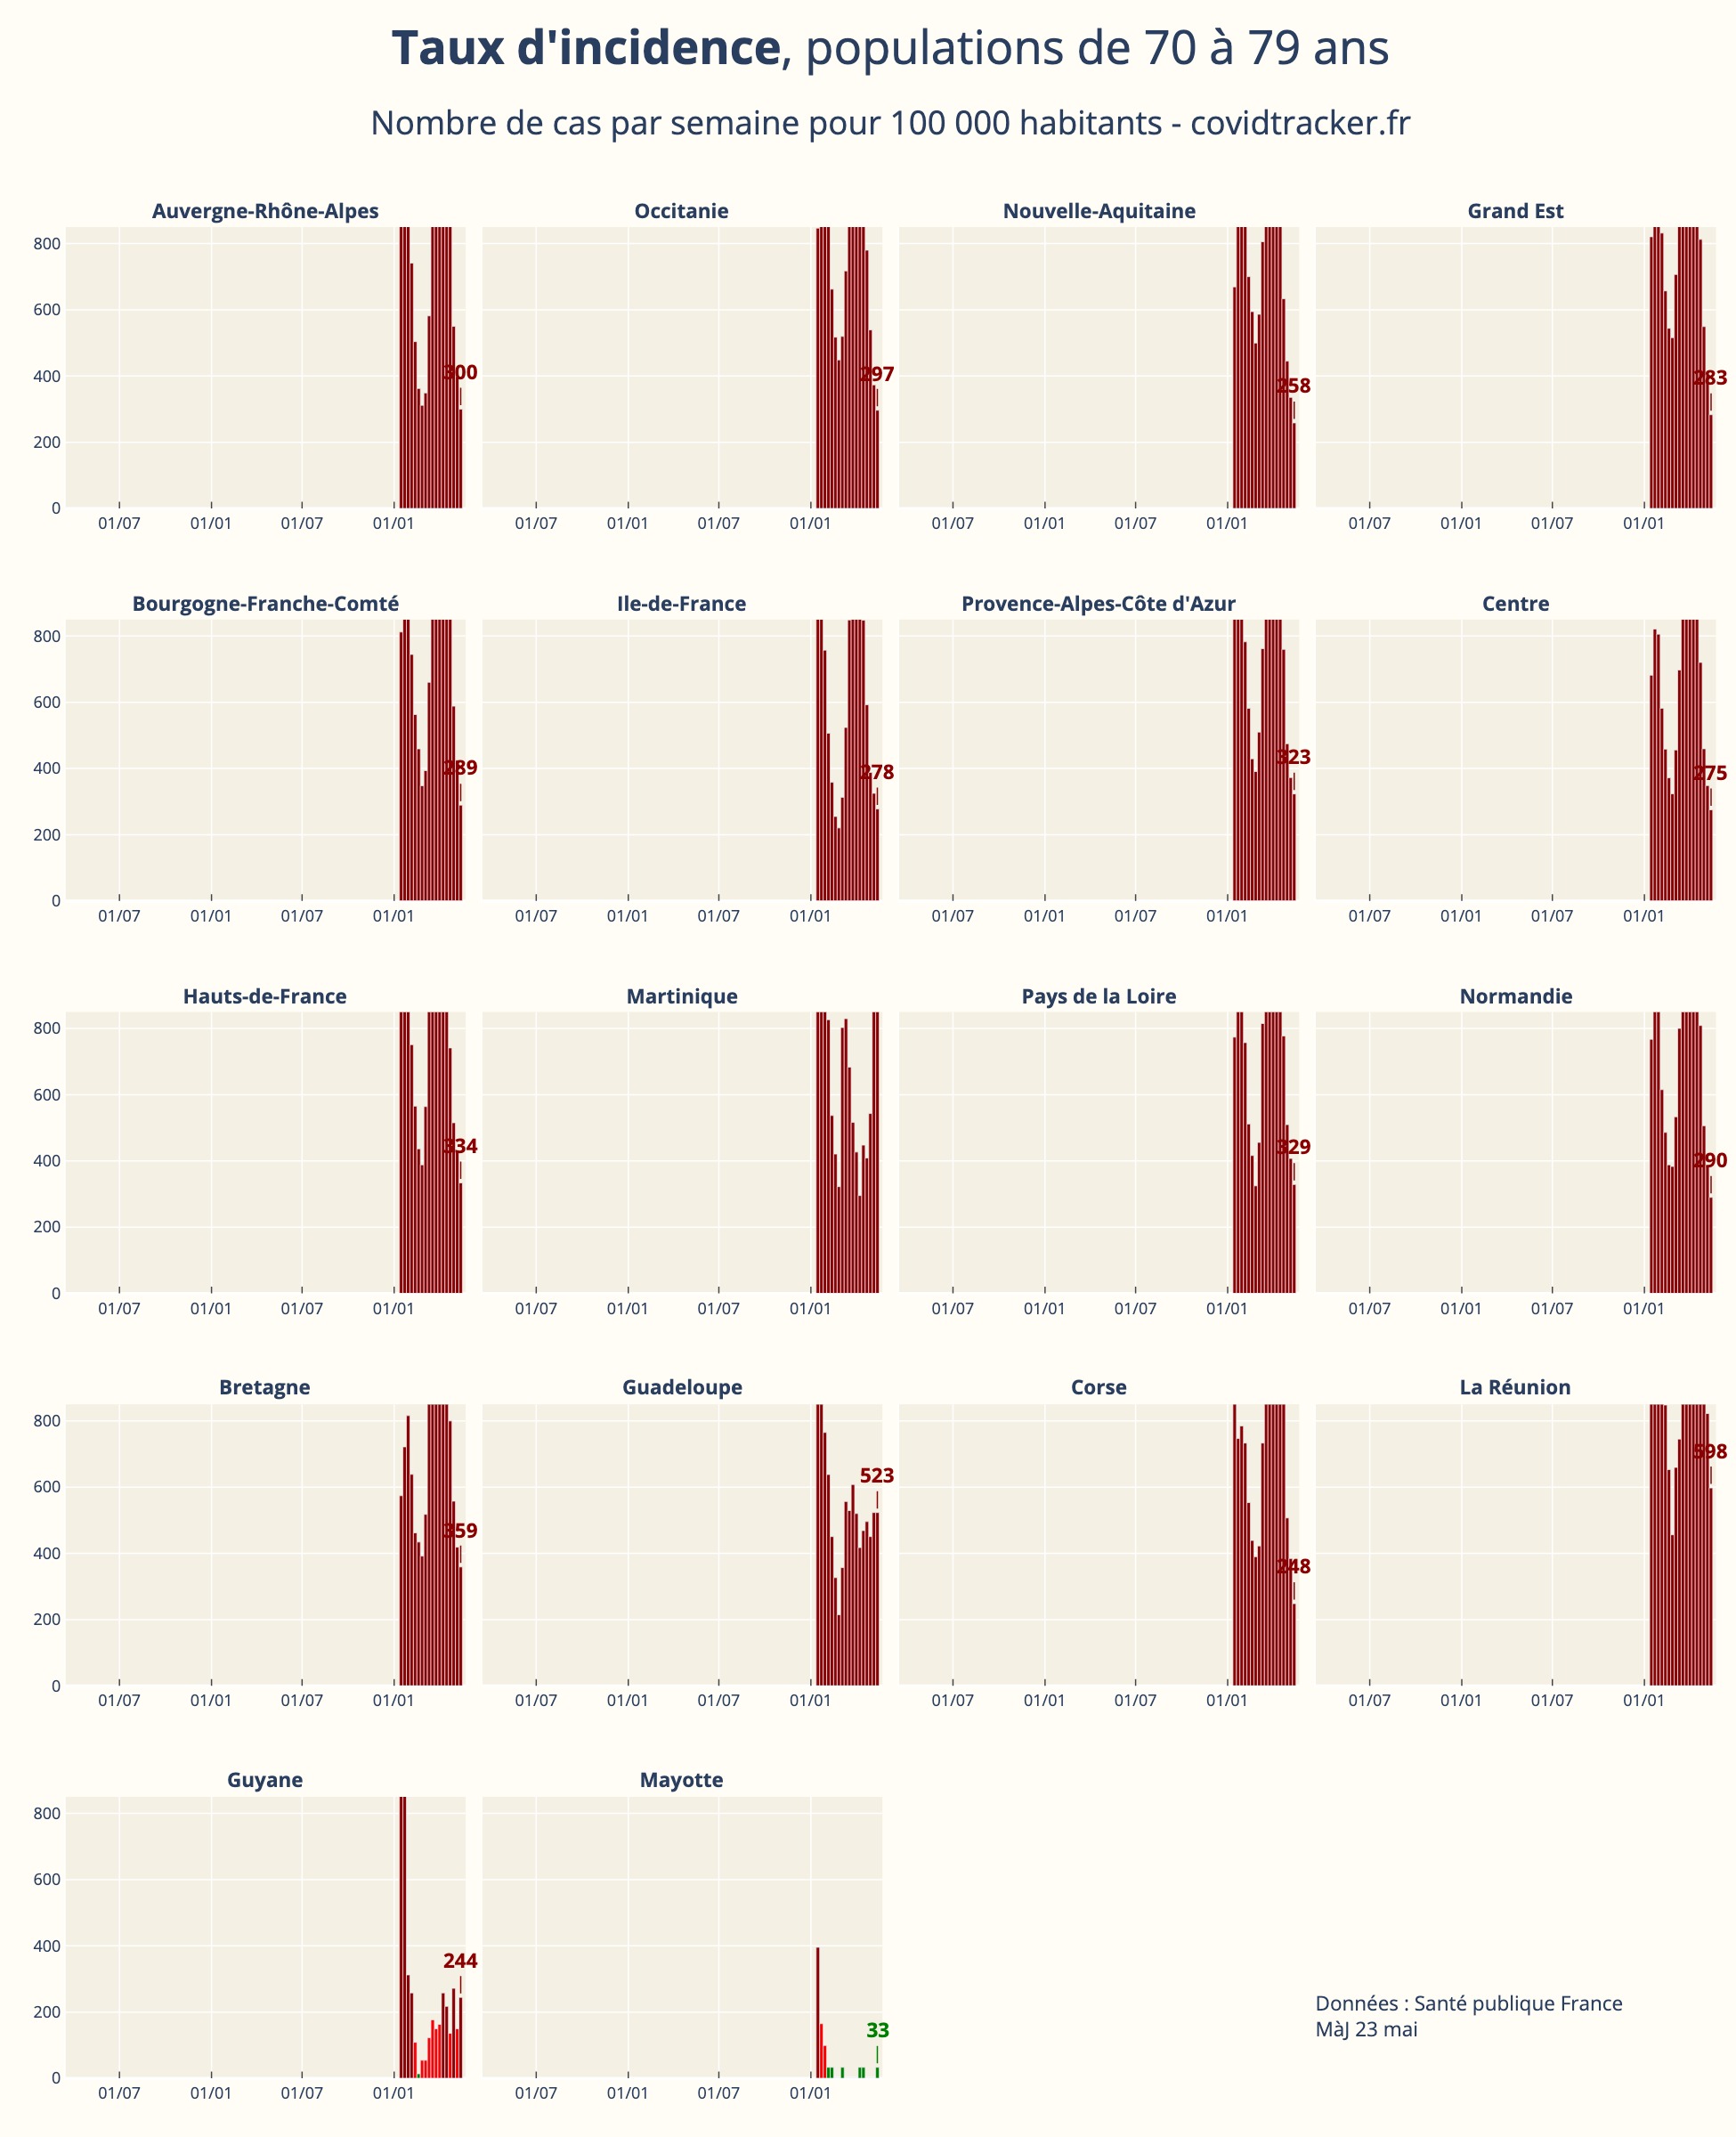 Taux d'incidence, populations de 70 à 79 ans
Nombre de cas par semaine pour 100 000 habitants - covidtracker.fr
Auvergne-Rhône-Alpes
Occitanie
Nouvelle-Aquitaine
Grand Est
800
600
400
200
0
300
297
258
283
01/07 01/01 01/07 01/01
01/07 01/01 01/07 01/01
01/07 01/01 01/07 01/01
01/07 01/01 01/07 01/01
Bourgogne-Franche-Comté
Ile-de-France
Provence-Alpes-Côte d'Azur
Centre
800
600
400
200
0
289
278
323
275
01/07 01/01 01/07 01/01
01/07 01/01 01/07 01/01
01/07 01/01 01/07 01/01
01/07 01/01 01/07 01/01
Hauts-de-France
Martinique
Pays de la Loire
Normandie
800
600
400
200
0
334
329
290
01/07 01/01 01/07 01/01
01/07 01/01 01/07 01/01
01/07 01/01 01/07 01/01
01/07 01/01 01/07 01/01
Bretagne
Guadeloupe
Corse
La Réunion
800
600
400
200
0
359
523
248
598
01/07 01/01 01/07 01/01
01/07 01/01 01/07 01/01
01/07 01/01 01/07 01/01
01/07 01/01 01/07 01/01
Guyane
Mayotte
800
600
400
200
0
244
33
01/07 01/01 01/07 01/01
01/07 01/01 01/07 01/01
Données : Santé publique France
MàJ 23 mai